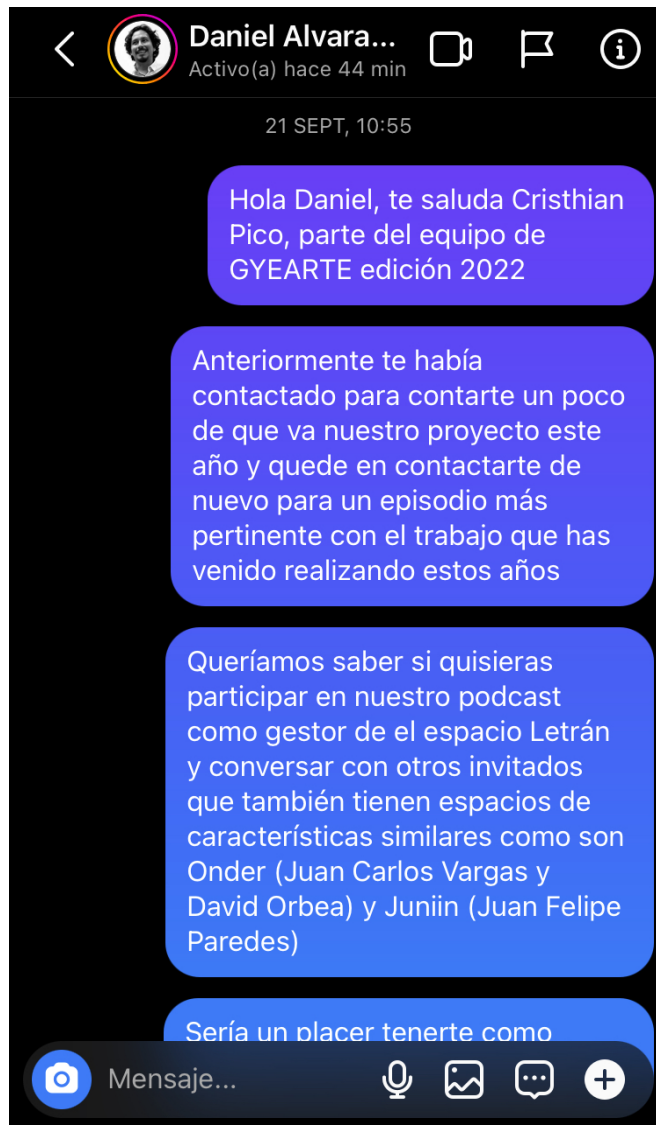 Daniel Alvara...
Activo(a) hace 44 min
21 SEPT, 10:55
Hola Daniel, te saluda Cristhian
Pico, parte del equipo de
GYEARTE edición 2022
Anteriormente te había
contactado para contarte un poco
de que va nuestro proyecto este
año y quede en contactarte de
nuevo para un episodio más
pertinente con el trabajo que has
venido realizando estos años
Queríamos saber si quisieras
participar en nuestro podcast
como gestor de el espacio Letrán
y conversar con otros invitados
que también tienen espacios de
características similares como son
Onder (Juan Carlos Vargas y
David Orbea) y Juniin (Juan Felipe
Paredes)
Sería un placer tenerte como
Mensaje...